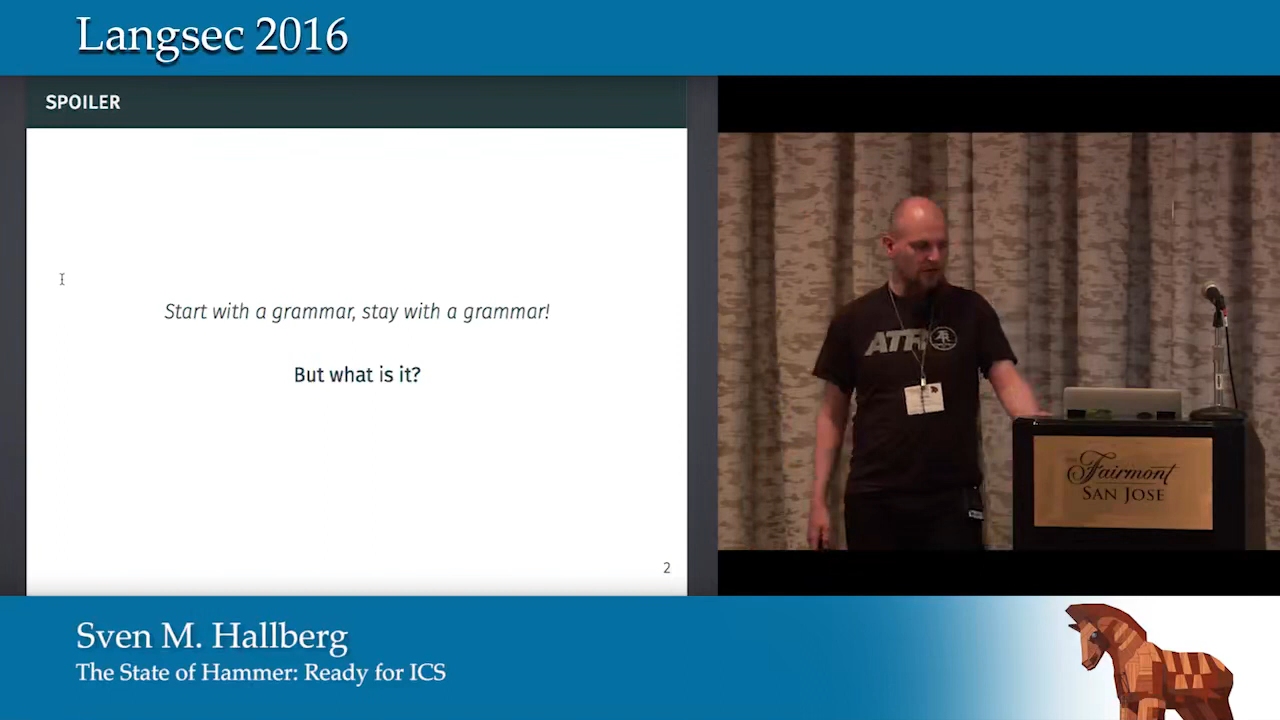 Langsec 2016
SPOILER
Start with a grammar, stay with a grammar!
But what is it?
2
Fairmont
SAN JOSE
Sven M. Hallberg
The State of Hammer: Ready for ICS